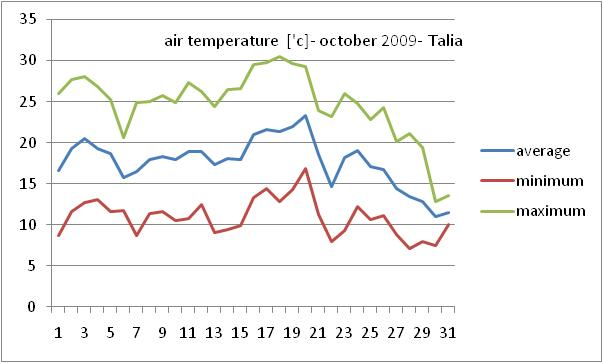 air temperature ['c]- october 2009- Talia
35
30
25
20
15
10
5
0
1 3 5 7 9 11 13 15 17 19 21 23 25 27 29 31
average
minimum
maximum